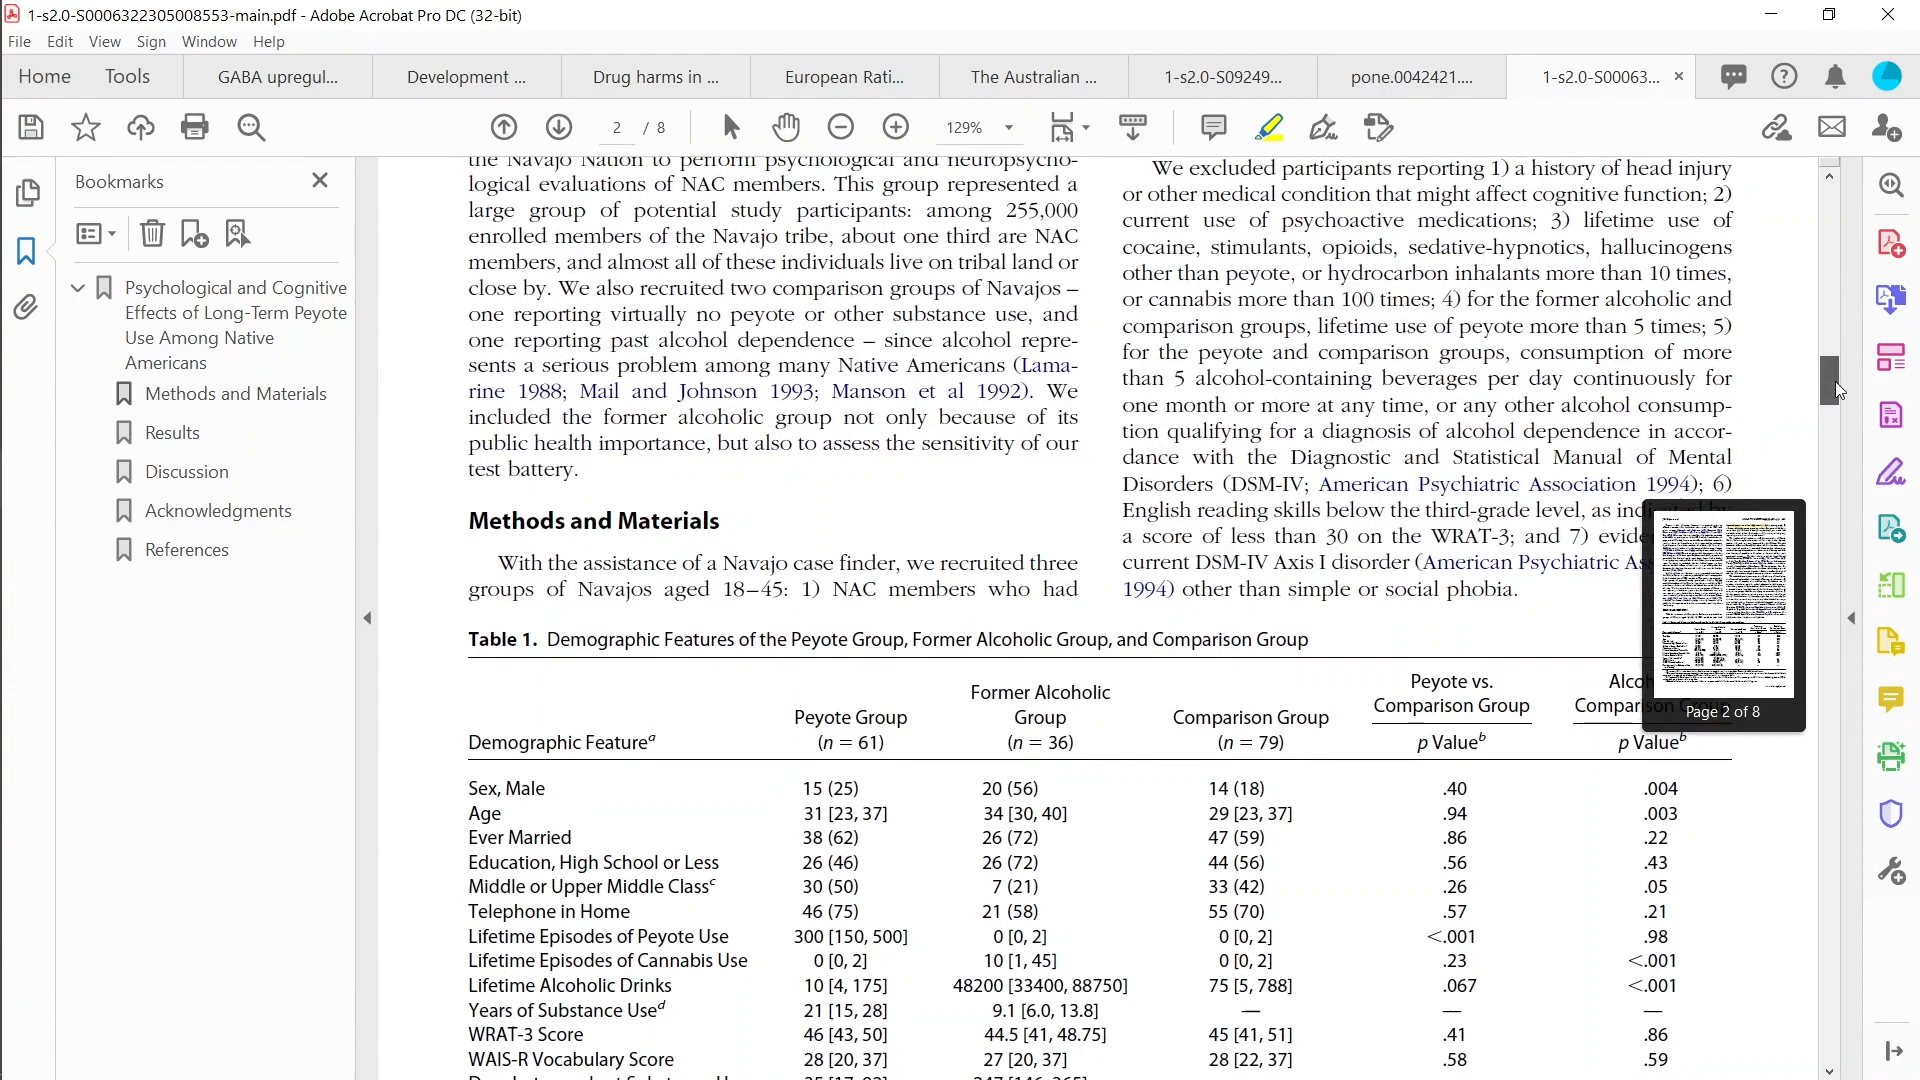 1-s2.0-S0006322305008553-main.pdf - Adobe Acrobat Pro DC (32-bit)
File Edit View Sign Window Help
Home Tools GABA upregul... Development ... Drug harms in ... European Rati... The Australian ... 1-s2.0-S09249... pone.0042421.... 1-s2.0-S00063...
2 / 8 129%
Bookmarks
Psychological and Cognitive
Effects of Long-Term Peyote
Use Among Native
Americans
Methods and Materials
Results
Discussion
Acknowledgments
References
the Navajo Nation to perform psychological and neuropsycho-
logical evaluations of NAC members. This group represented a
large group of potential study participants: among 255,000
enrolled members of the Navajo tribe, about one third are NAC
members, and almost all of these individuals live on tribal land or
close by. We also recruited two comparison groups of Navajos –
one reporting virtually no peyote or other substance use, and
one reporting past alcohol dependence – since alcohol repre-
sents a serious problem among many Native Americans (Lama-
rine 1988; Mail and Johnson 1993; Manson et al 1992). We
included the former alcoholic group not only because of its
public health importance, but also to assess the sensitivity of our
test battery.
Methods and Materials
With the assistance of a Navajo case finder, we recruited three
groups of Navajos aged 18–45: 1) NAC members who had
We excluded participants reporting 1) a history of head injury
or other medical condition that might affect cognitive function; 2)
current use of psychoactive medications; 3) lifetime use of
cocaine, stimulants, opioids, sedative-hypnotics, hallucinogens
other than peyote, or hydrocarbon inhalants more than 10 times,
or cannabis more than 100 times; 4) for the former alcoholic and
comparison groups, lifetime use of peyote more than 5 times; 5)
for the peyote and comparison groups, consumption of more
than 5 alcohol-containing beverages per day continuously for
one month or more at any time, or any other alcohol consump-
tion qualifying for a diagnosis of alcohol dependence in accor-
dance with the Diagnostic and Statistical Manual of Mental
Disorders (DSM-IV; American Psychiatric Association 1994); 6)
English reading skills below the third-grade level, as indicated by
a score of less than 30 on the WRAT-3; and 7) evide
current DSM-IV Axis I disorder (American Psychiatric As
1994) other than simple or social phobia.
Page 2 of 8
Table 1. Demographic Features of the Peyote Group, Former Alcoholic Group, and Comparison Group
Demographic Featureᵃ Peyote Group (n = 61) Former Alcoholic Group (n = 36) Comparison Group (n = 79) Peyote vs. Comparison Group p Valueᵇ Alcoh Comparison Group p Valueᵇ
Sex, Male 15 (25) 20 (56) 14 (18) .40 .004
Age 31 [23, 37] 34 [30, 40] 29 [23, 37] .94 .003
Ever Married 38 (62) 26 (72) 47 (59) .86 .22
Education, High School or Less 26 (46) 26 (72) 44 (56) .56 .43
Middle or Upper Middle Classᶜ 30 (50) 7 (21) 33 (42) .26 .05
Telephone in Home 46 (75) 21 (58) 55 (70) .57 .21
Lifetime Episodes of Peyote Use 300 [150, 500] 0 [0, 2] 0 [0, 2] <.001 .98
Lifetime Episodes of Cannabis Use 0 [0, 2] 10 [1, 45] 0 [0, 2] .23 <.001
Lifetime Alcoholic Drinks 10 [4, 175] 48200 [33400, 88750] 75 [5, 788] .067 <.001
Years of Substance Useᵈ 21 [15, 28] 9.1 [6.0, 13.8] — — —
WRAT-3 Score 46 [43, 50] 44.5 [41, 48.75] 45 [41, 51] .41 .86
WAIS-R Vocabulary Score 28 [20, 37] 27 [20, 37] 28 [22, 37] .58 .59